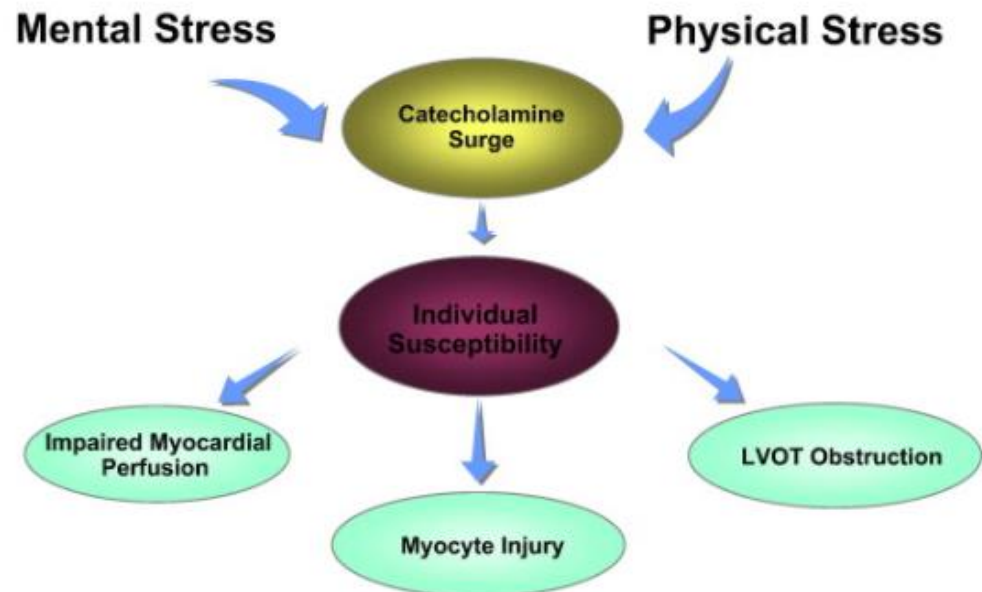 Mental Stress
Physical Stress
Catecholamine
Surge
Individual
Susceptibility
Impaired Myocardial
Perfusion
LVOT Obstruction
Myocyte Injury